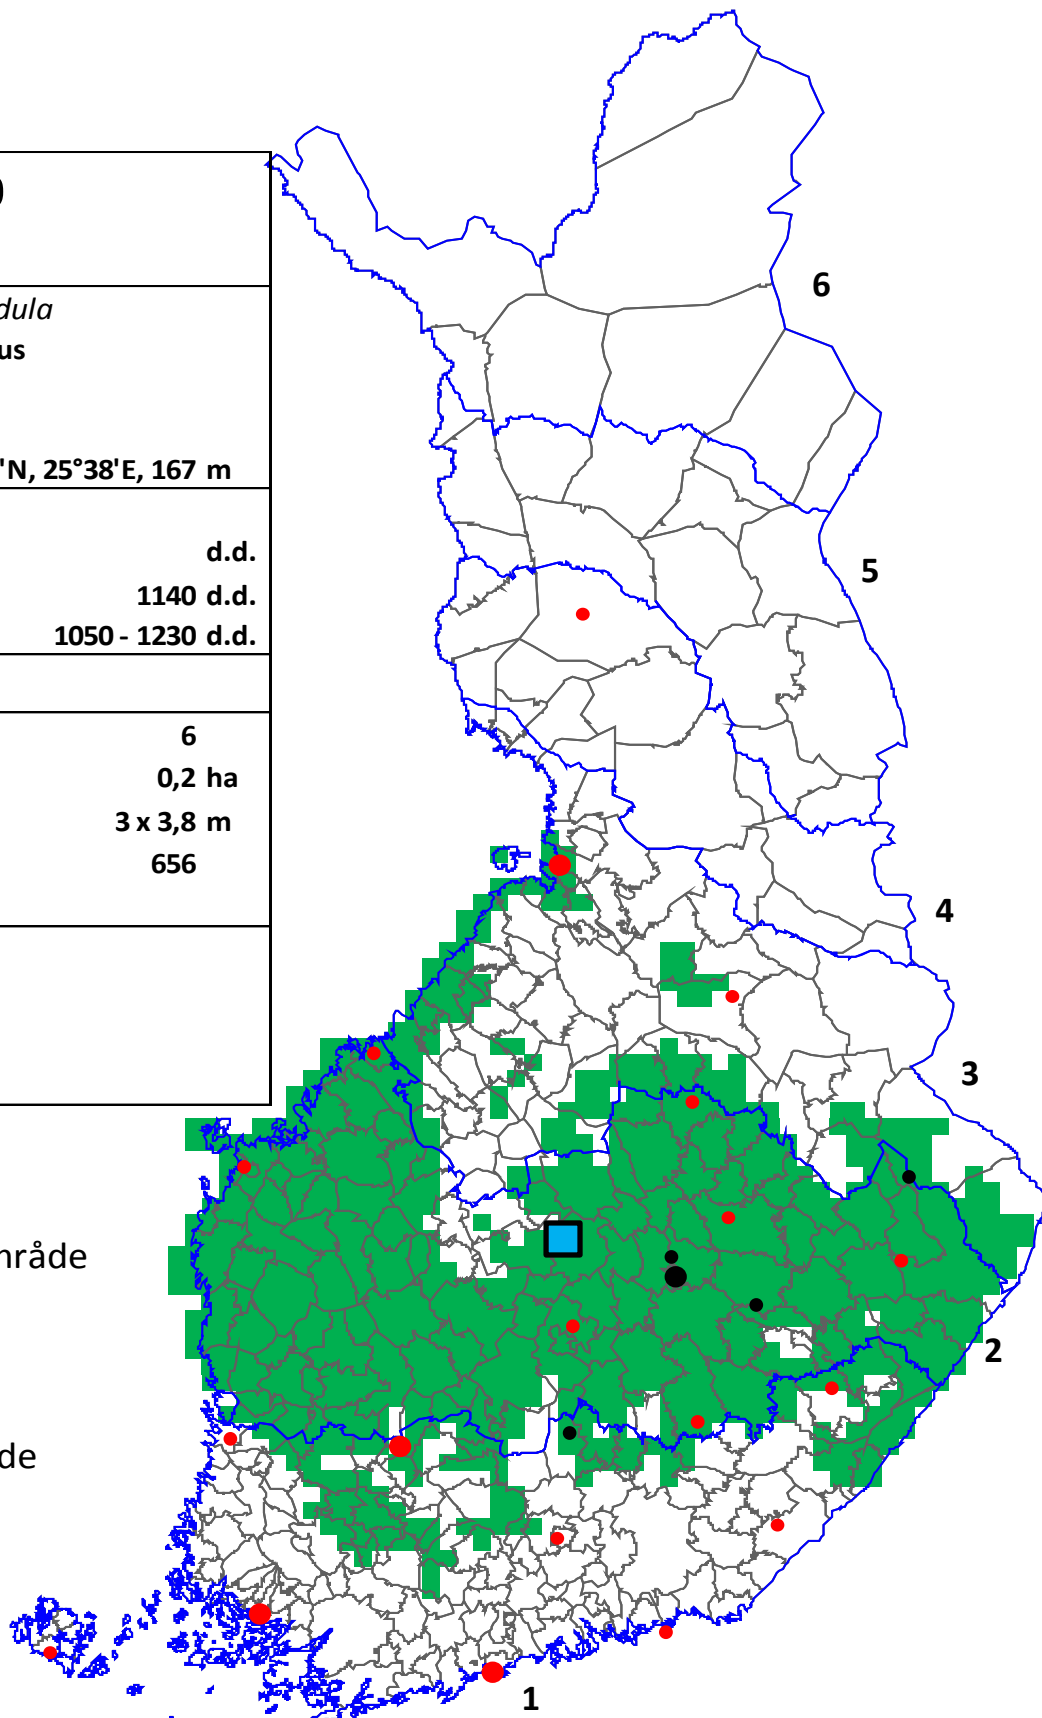 )
dula
us
'N, 25°38'E, 167 m
d.d.
1140 d.d.
1050 - 1230 d.d.
6
0,2 ha
3 x 3,8 m
656
6
5
4
3
nråde
2
de
1